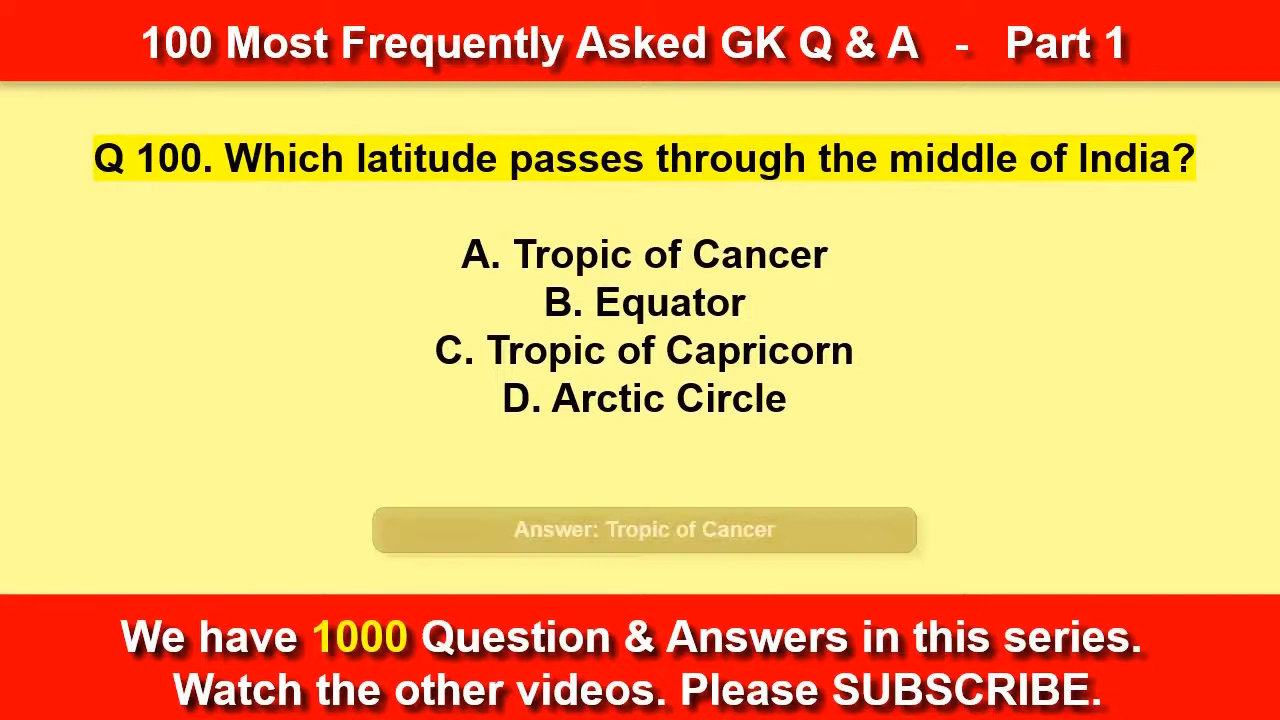 100 Most Frequently Asked GK Q & A - Part 1
Q 100. Which latitude passes through the middle of India?
A. Tropic of Cancer
B. Equator
C. Tropic of Capricorn
D. Arctic Circle
Answer: Tropic of Cancer
We have 1000 Question & Answers in this series.
Watch the other videos. Please SUBSCRIBE.